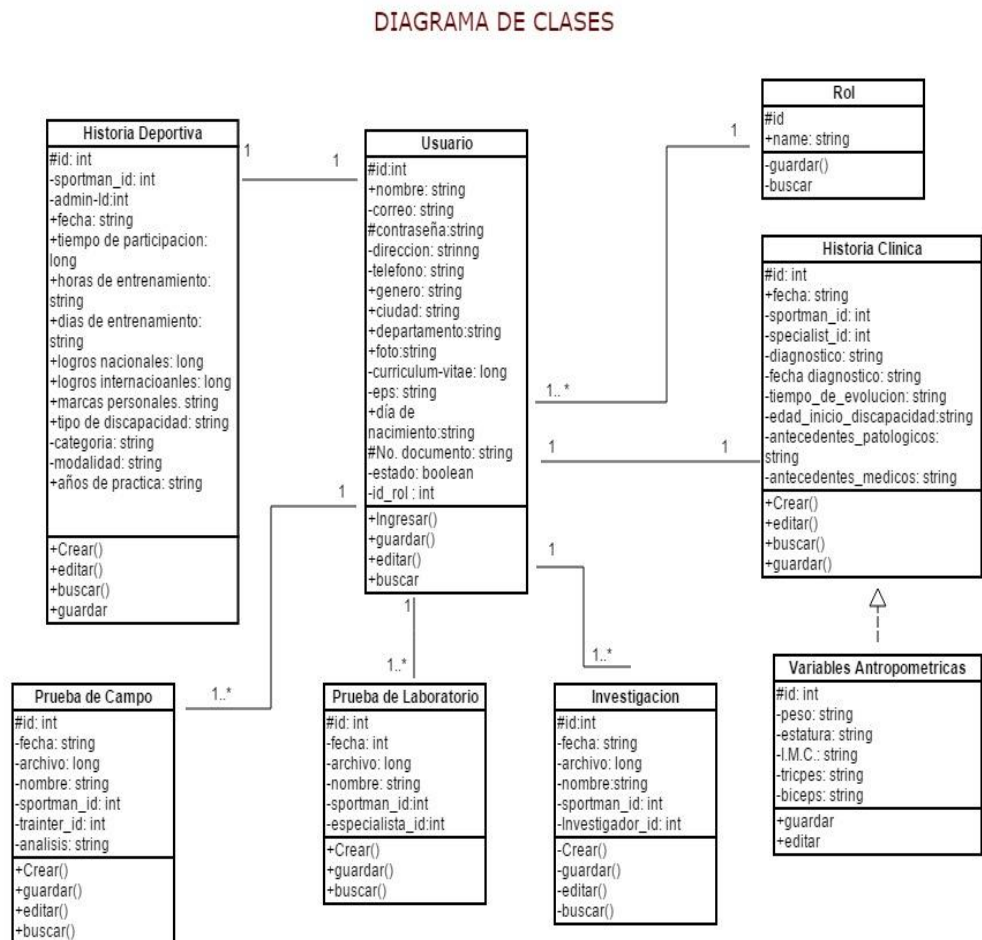 DIAGRAMA DE CLASES
Historia Deportiva
#id: int
-sportman_id: int
-admin-Id:int
+fecha: string
+tiempo de participacion:
long
+horas de entrenamiento:
string
+dias de entrenamiento:
string
+logros nacionales: long
+logros internacioanles: long
+marcas personales. string
+tipo de discapacidad: string
-categoria: string
-modalidad: string
+años de practica: string
+Crear()
+editar()
+buscar()
+guardar
1
1
Usuario
#id:int
+nombre: string
-correo: string
#contraseña:string
-direccion: strinng
-telefono: string
+genero: string
+ciudad: string
+departamento:string
+foto:string
-curriculum-vitae: long
-eps: string
+día de
nacimiento:string
#No. documento: string
-estado: boolean
-id_rol : int
+Ingresar()
+guardar()
+editar()
+buscar
1
1.. *
Rol
#id
+name: string
-guardar()
-buscar
1
1
Historia Clinica
#id: int
+fecha: string
-sportman_id: int
-specialist_id: int
-diagnostico: string
-fecha diagnostico: string
-tiempo_de_evolucion: string
-edad_inicio_discapacidad:string
-antecedentes_patologicos:
string
-antecedentes_medicos: string
+Crear()
+editar()
+buscar()
+guardar()
1
1..*
Prueba de Campo
#id: int
-fecha: string
-archivo: long
-nombre: string
-sportman_id: int
-trainter_id: int
-analisis: string
+Crear()
+guardar()
+editar()
+buscar()
1
1..*
Prueba de Laboratorio
#id: int
-fecha: int
-archivo: long
-nombre: string
-sportman_id:int
-especialista_id:int
+Crear()
+guardar()
+buscar()
1
1..*
Investigacion
#id:int
-fecha: string
-archivo: long
-nombre:string
-sportman_id: int
-Investigador_id: int
-Crear()
-guardar()
-editar()
-buscar()
Variables Antropometricas
#id: int
-peso: string
-estatura: string
-I.M.C.: string
-tricpes: string
-biceps: string
+guardar
+editar